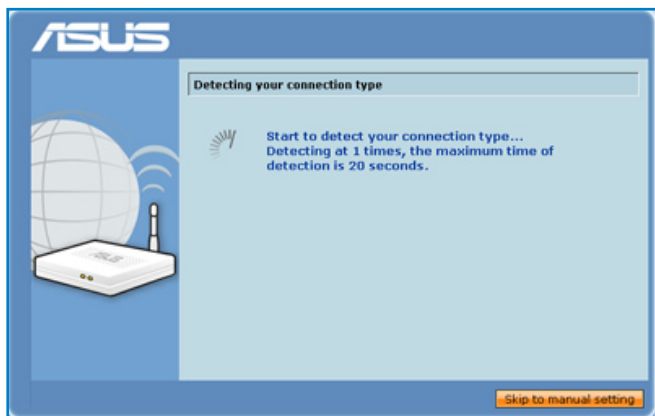 ASUS
Detecting your connection type
Start to detect your connection type...
Detecting at 1 times, the maximum time of
detection is 20 seconds.
ASUS
Skip to manual setting